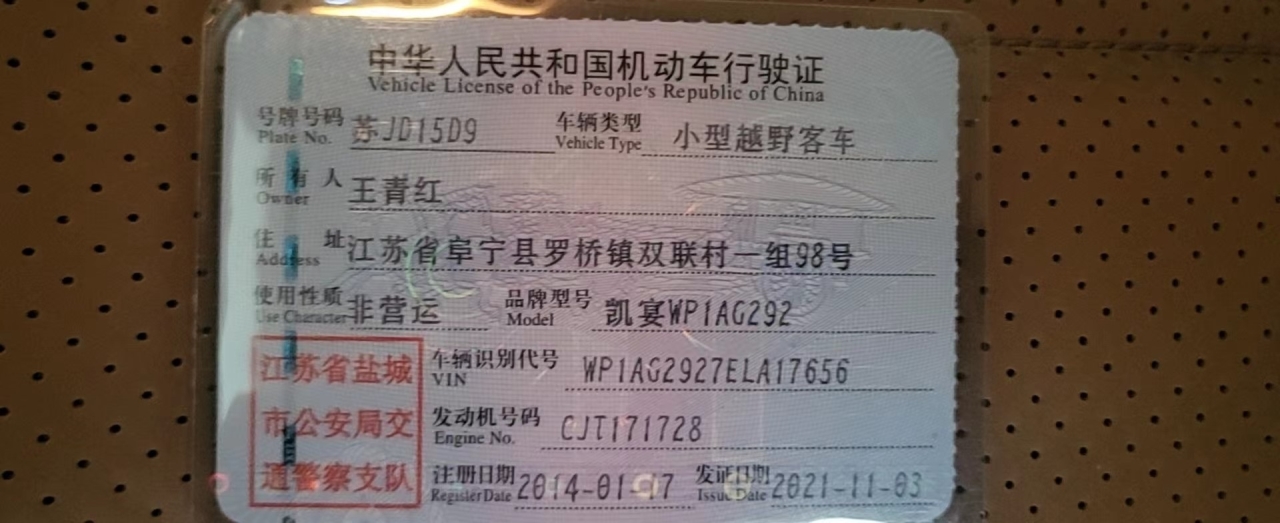 中华人民共和国机动车行驶证
Vehicle License of the People's Republic of China
号牌号码 苏JD15D9 车辆类型 小型越野客车
Plate No. Vehicle Type
所有人 王青红
Owner
住址 江苏省阜宁县罗桥镇双联村一组98号
Address
使用性质 非营运 品牌型号 凯宴WP1AG292
Use Character Model
江苏省盐城
市公安局交
通警察支队
车辆识别代号 WP1AG2927ELA17656
VIN
发动机号码 CJT171728
Engine No.
注册日期 2014-01-17 发证日期 2021-11-03
Register Date Issue Date